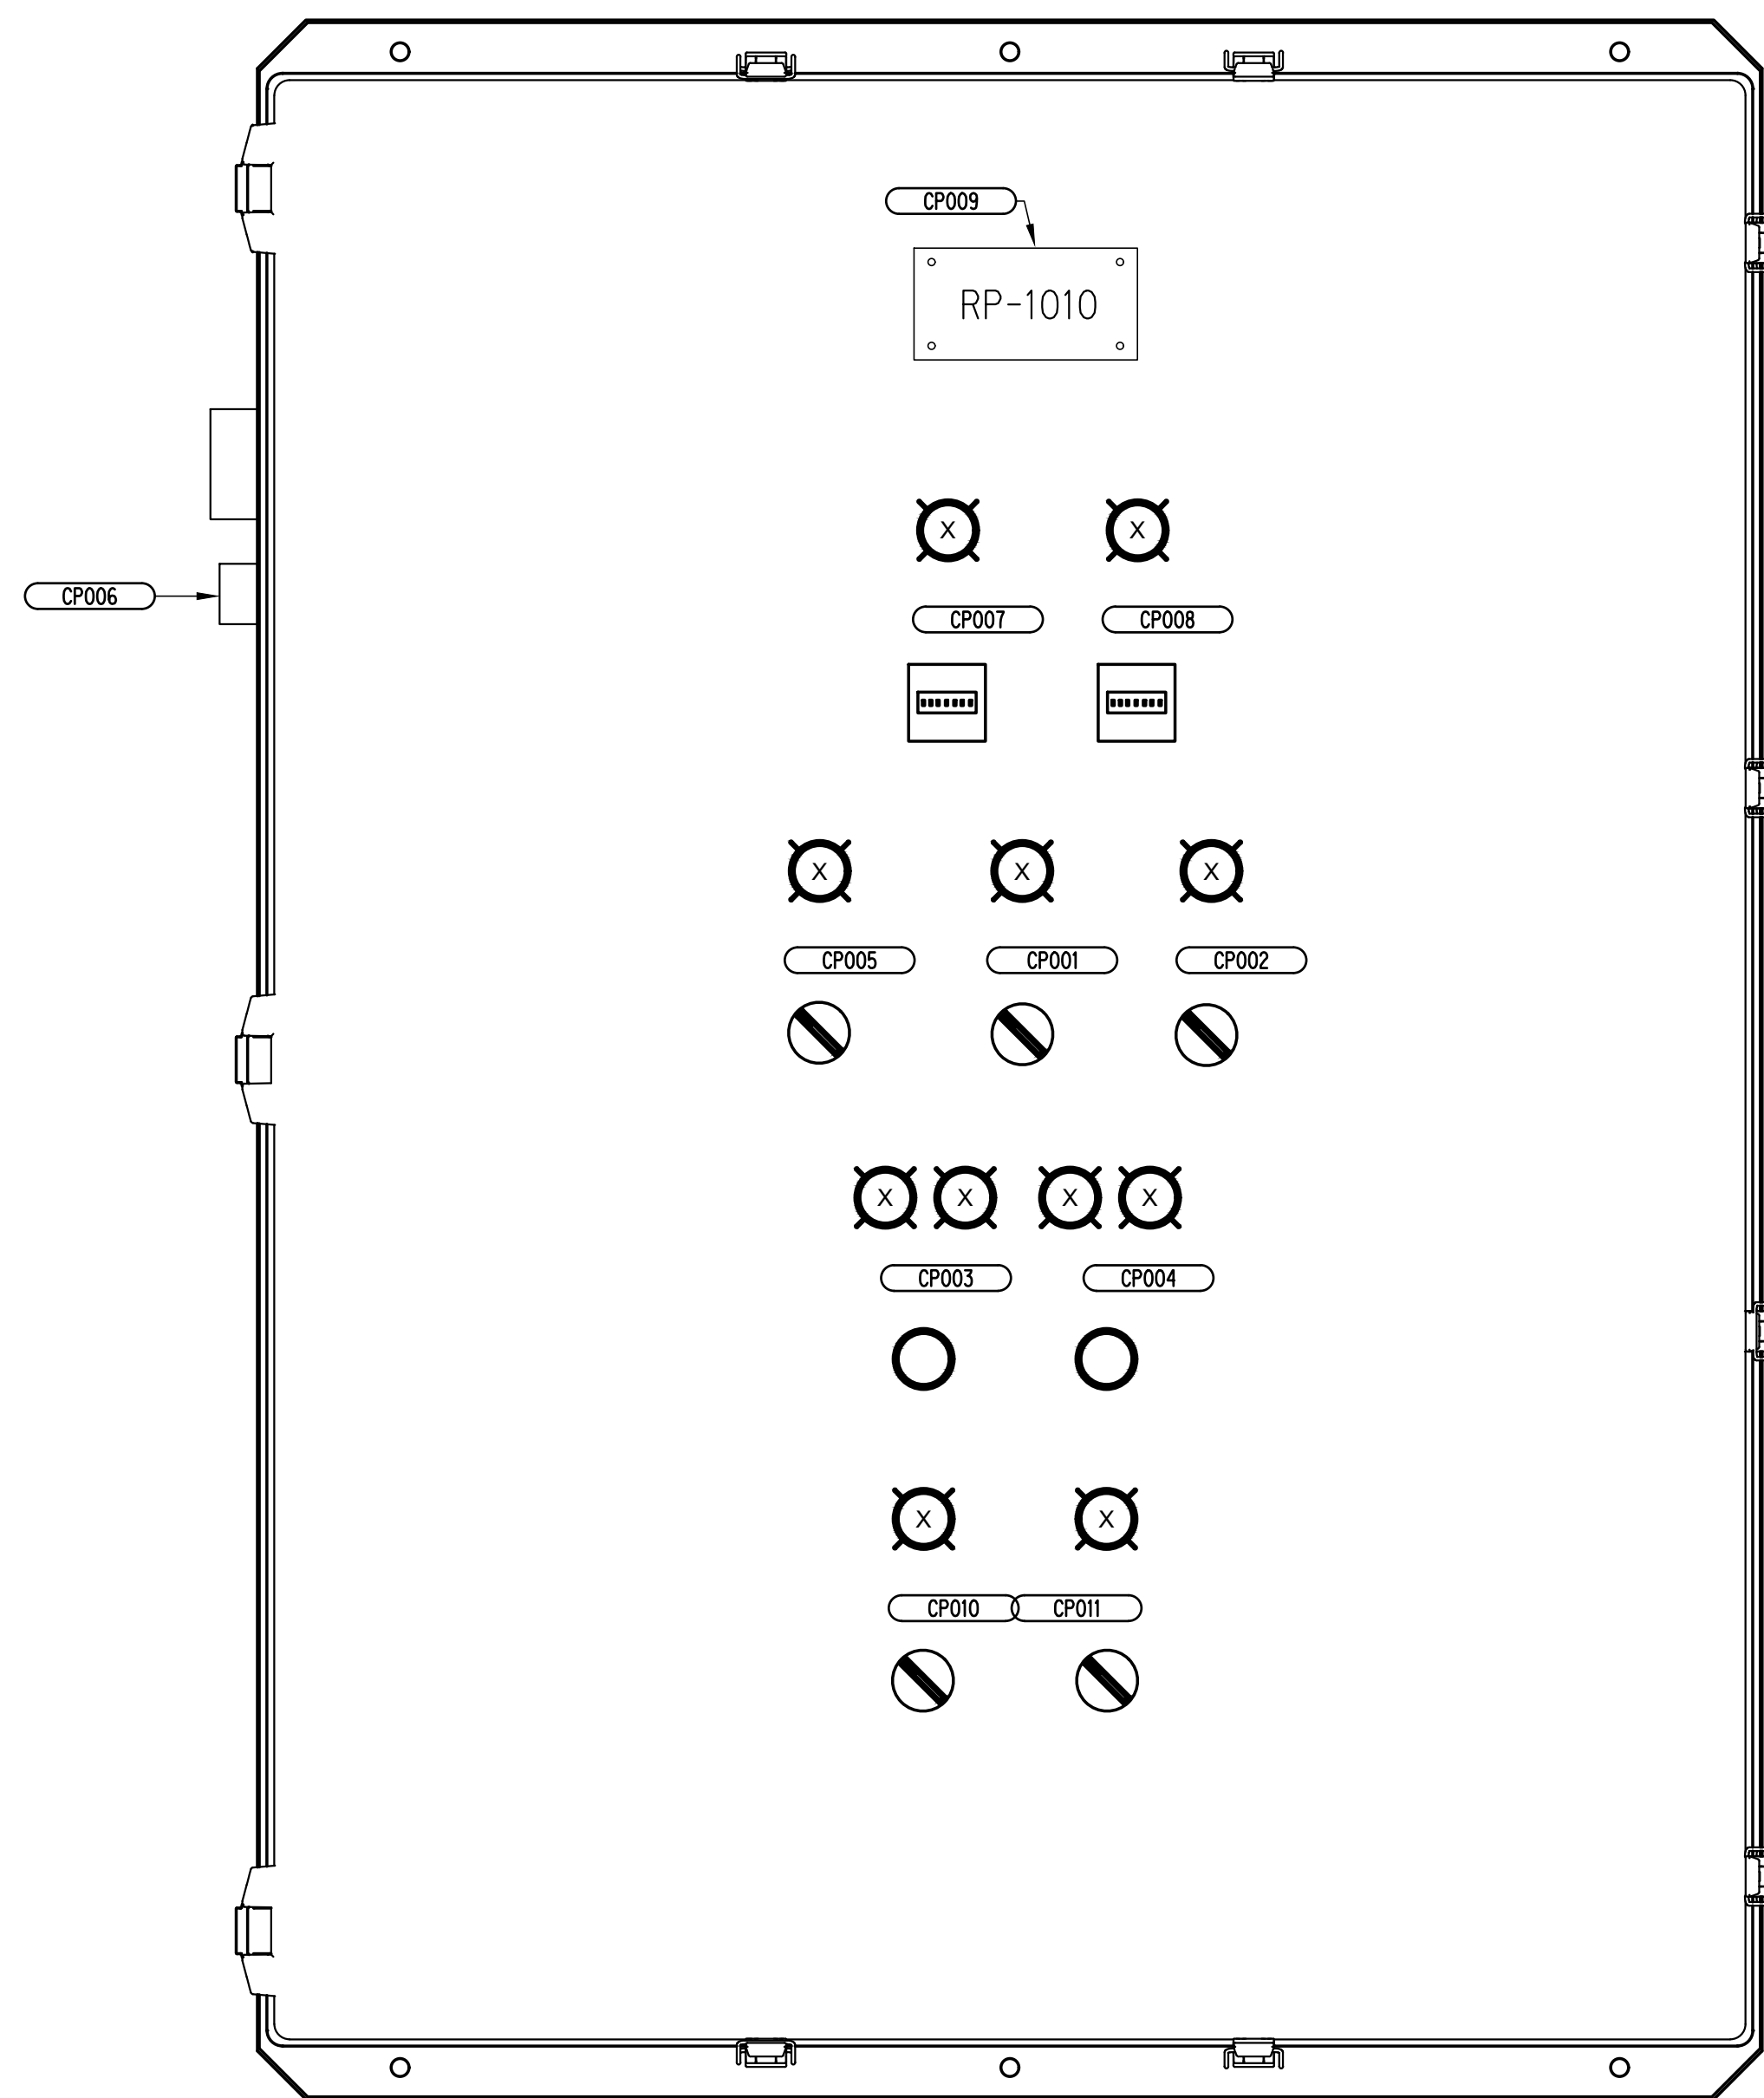 CP009
RP-1010
X X
CP006
CP007 CP008
X X X
CP005 CP001 CP002
X X X X
CP003 CP004
X X
CP010 CP011